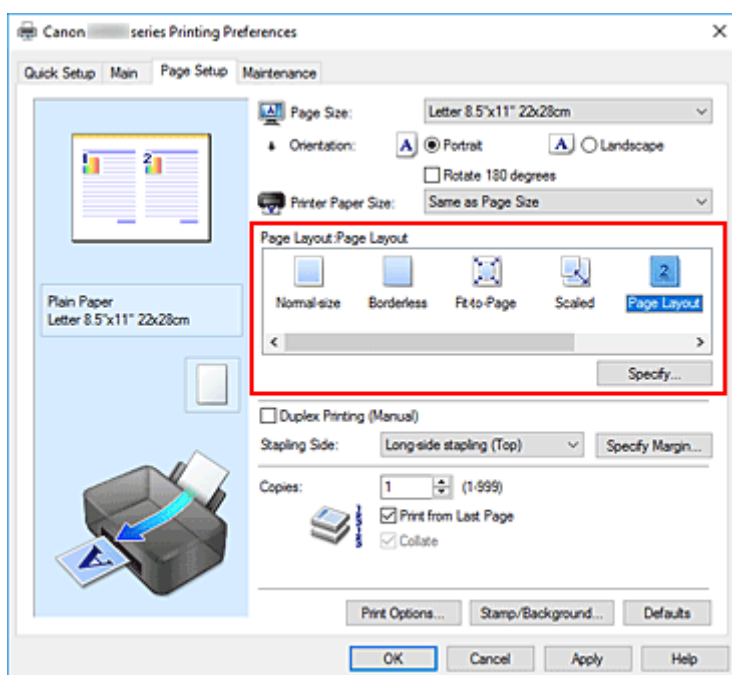 Canon series Printing Preferences
Quick Setup Main Page Setup Maintenance
1 2
Plain Paper
Letter 8.5"x11" 22x28cm
A
Page Size: Letter 8.5"x11" 22x28cm
Orientation: A Portrait A Landscape
Rotate 180 degrees
Printer Paper Size: Same as Page Size
Page Layout:Page Layout
2
Normal-size Borderless Fit-to-Page Scaled Page Layout
Specify...
Duplex Printing (Manual)
Stapling Side: Long-side stapling (Top) Specify Margin...
Copies: 1 (1-999)
Print from Last Page
Collate
Print Options... Stamp/Background... Defaults
OK Cancel Apply Help